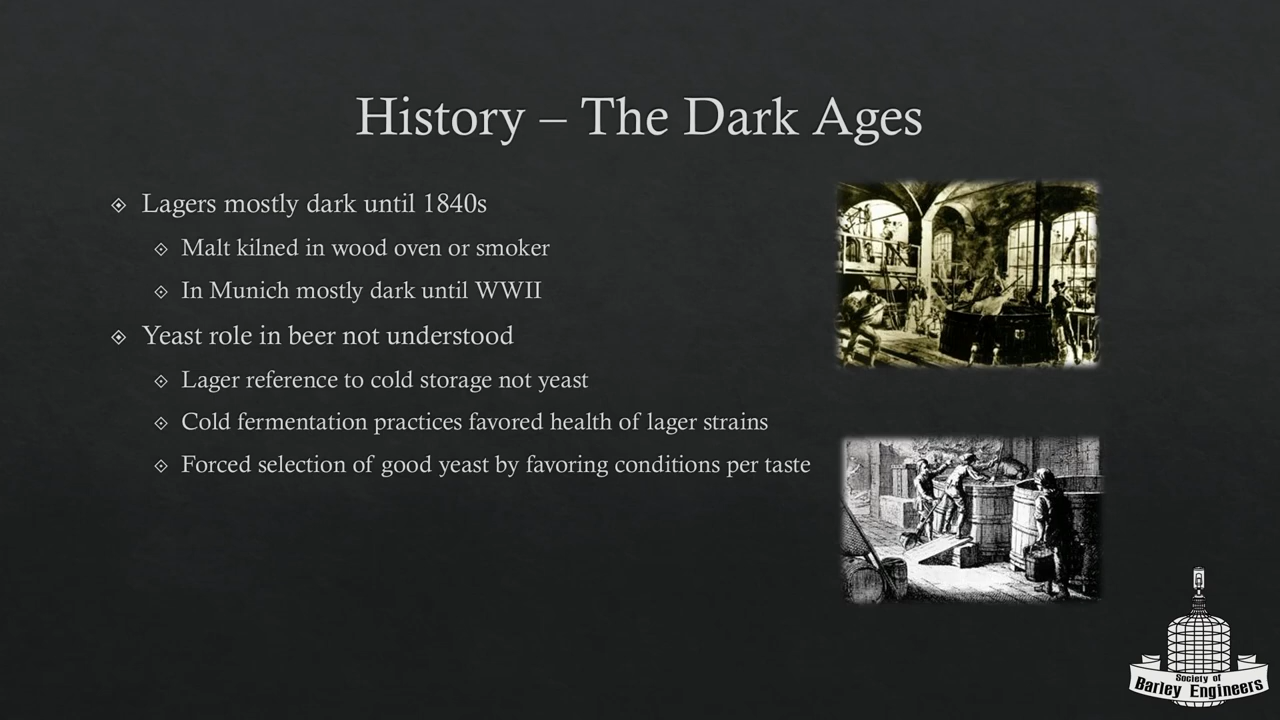 History – The Dark Ages
Lagers mostly dark until 1840s
Malt kilned in wood oven or smoker
In Munich mostly dark until WWII
Yeast role in beer not understood
Lager reference to cold storage not yeast
Cold fermentation practices favored health of lager strains
Forced selection of good yeast by favoring conditions per taste
Society of
Barley Engineers